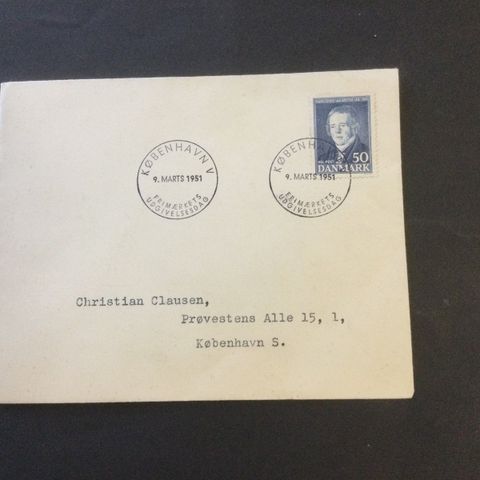 KØBENHAVN V
9. MARTS 1951
FRIMÆRKETS
UDGIVELSESDAG
KØBENHAVN V
9. MARTS 1951
FRIMÆRKETS
UDGIVELSESDAG
50
DANMARK
Christian Clausen,
Prøvestens Alle 15, 1,
København S.